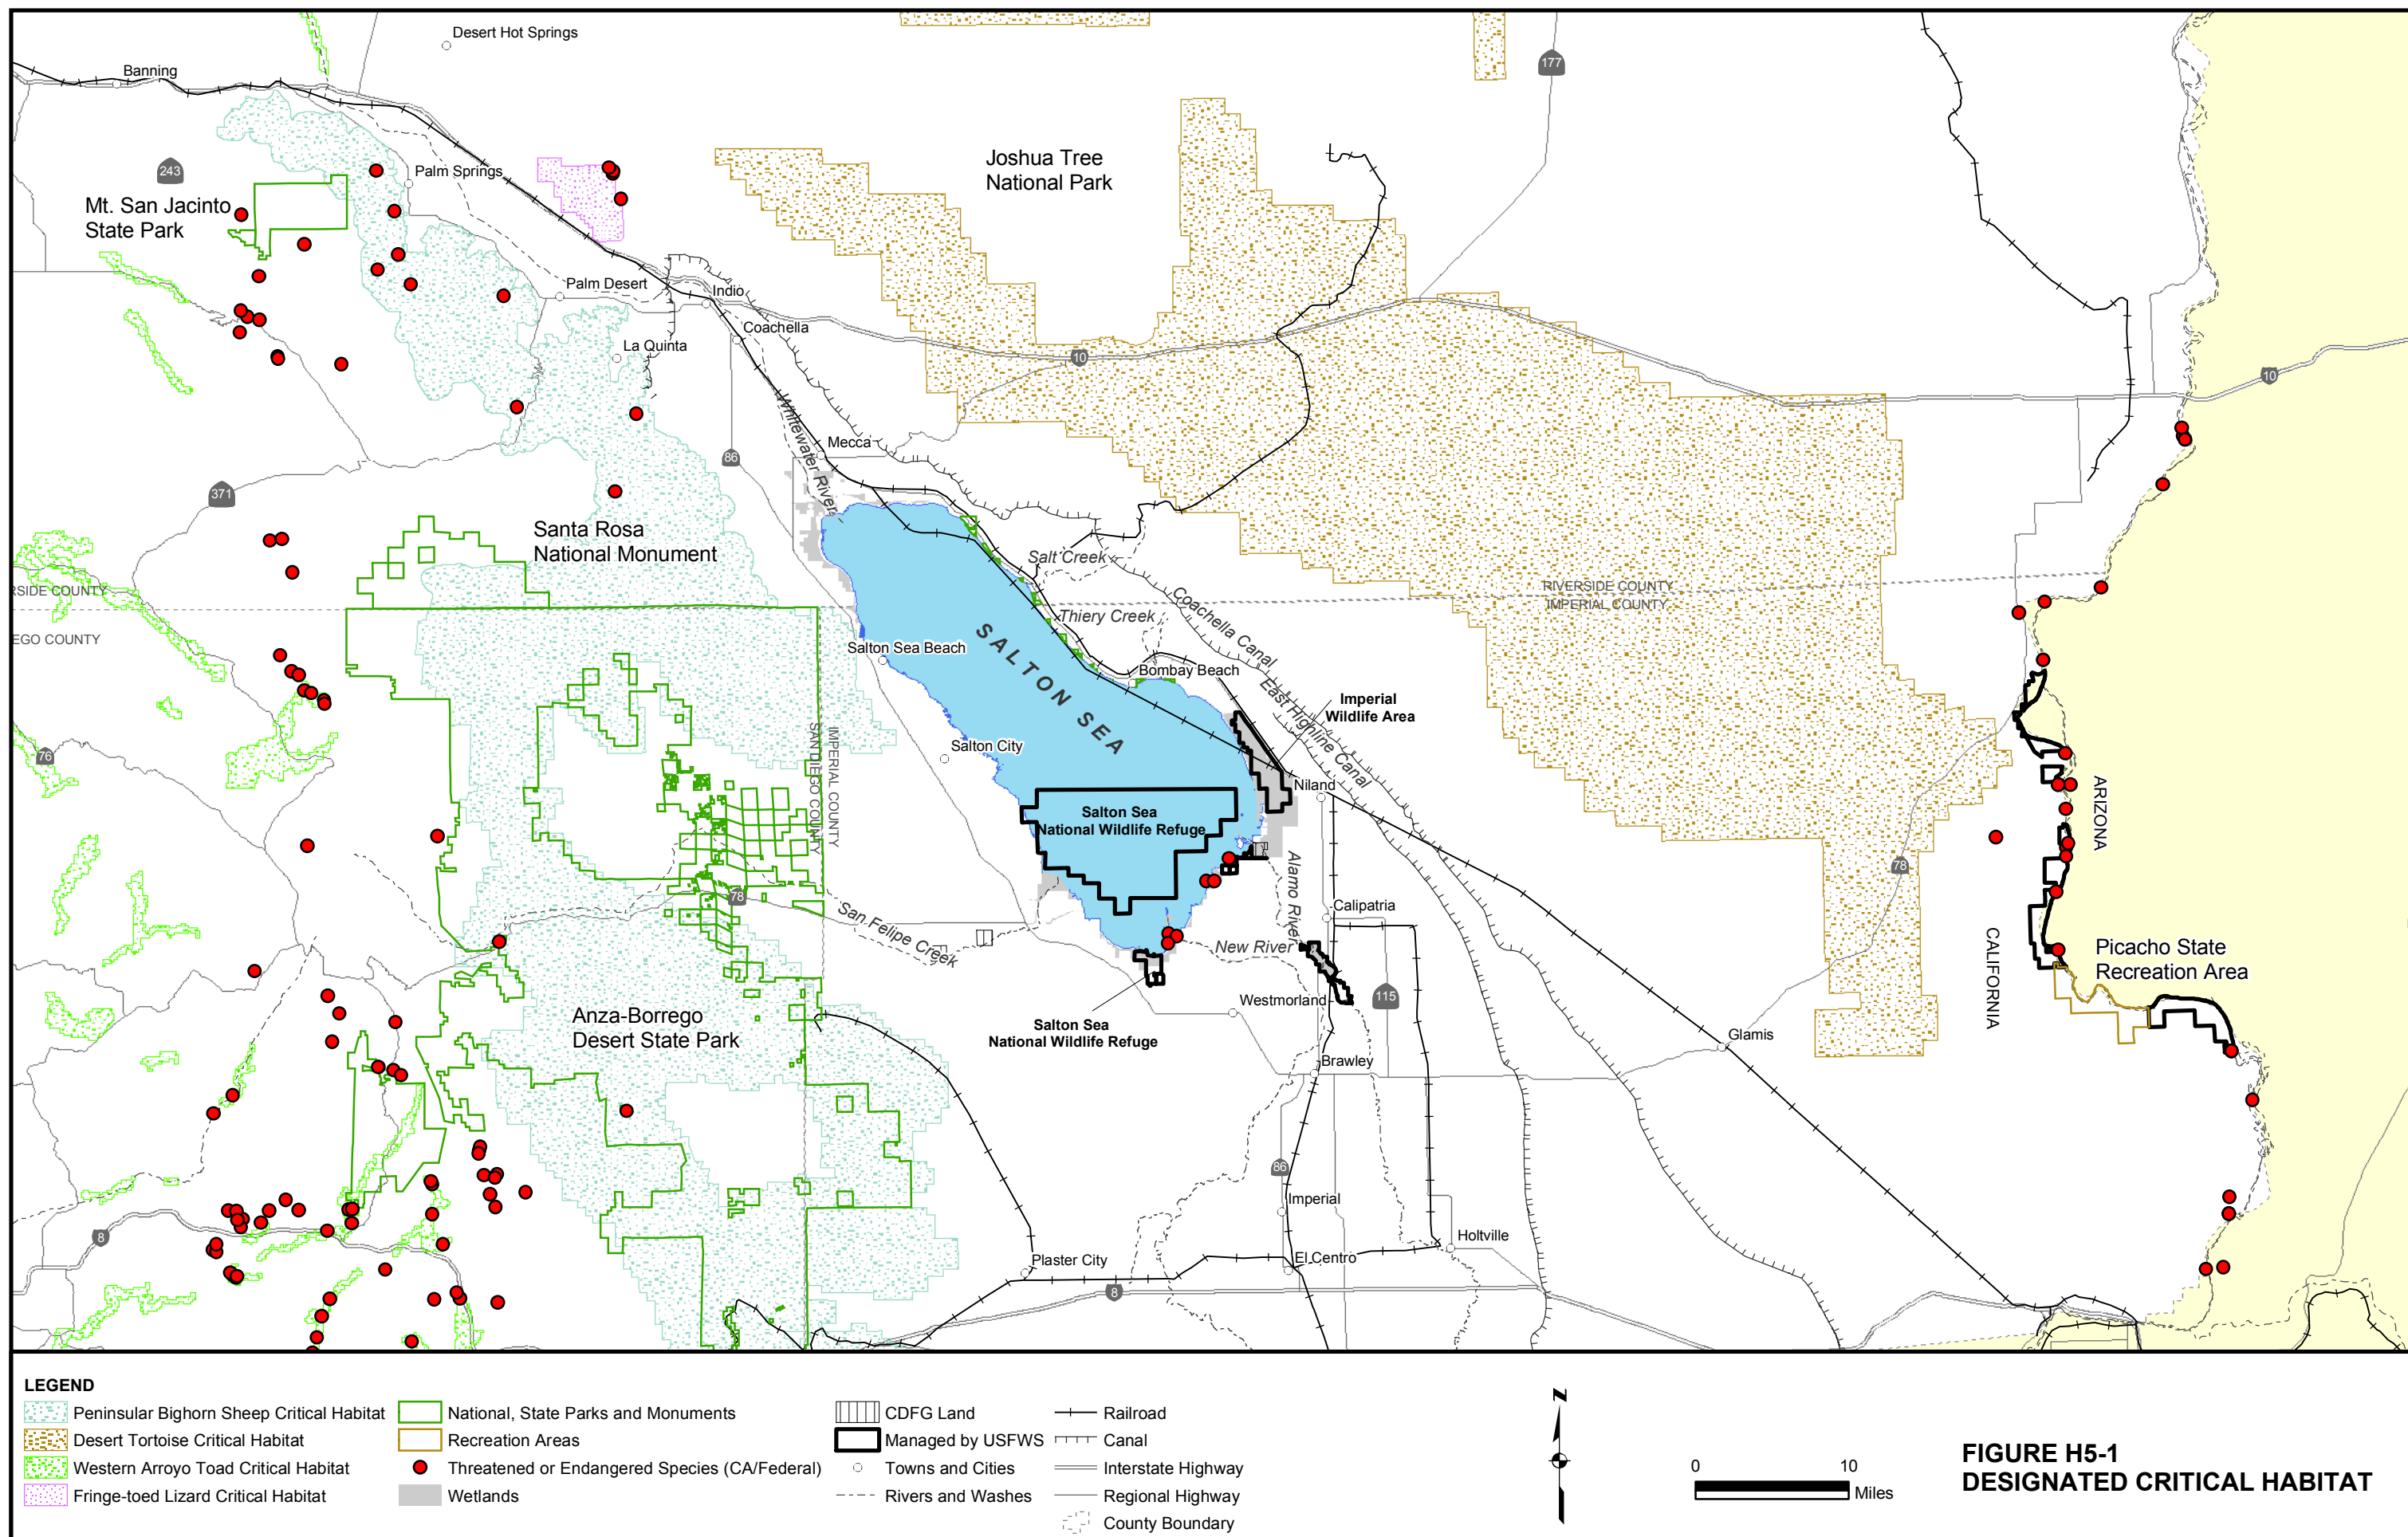 Desert Hot Springs
Banning
177
Joshua Tree
National Park
243
Palm Springs
Mt. San Jacinto
State Park
Palm Desert
Indio
Coachella
La Quinta
10
10
Whitewater River
Mecca
86
371
Santa Rosa
National Monument
Salt Creek
RSIDE COUNTY
EGO COUNTY
RIVERSIDE COUNTY
IMPERIAL COUNTY
Coachella Canal
Thiery Creek
SALTON SEA
Salton Sea Beach
Bombay Beach
East Highline Canal
Imperial
Wildlife Area
76
SAN DIEGO COUNTY
IMPERIAL COUNTY
Salton City
Niland
Salton Sea
National Wildlife Refuge
ARIZONA
78
78
Alamo River
Calipatria
San Felipe Creek
New River
CALIFORNIA
Picacho State
Recreation Area
115
Westmorland
Anza-Borrego
Desert State Park
Salton Sea
National Wildlife Refuge
Glamis
Brawley
86
Imperial
8
Holtville
El Centro
Plaster City
8
LEGEND
Peninsular Bighorn Sheep Critical Habitat
Desert Tortoise Critical Habitat
Western Arroyo Toad Critical Habitat
Fringe-toed Lizard Critical Habitat
National, State Parks and Monuments
Recreation Areas
Threatened or Endangered Species (CA/Federal)
Wetlands
CDFG Land
Managed by USFWS
Towns and Cities
Rivers and Washes
Railroad
Canal
Interstate Highway
Regional Highway
County Boundary
N
0 10
Miles
FIGURE H5-1
DESIGNATED CRITICAL HABITAT